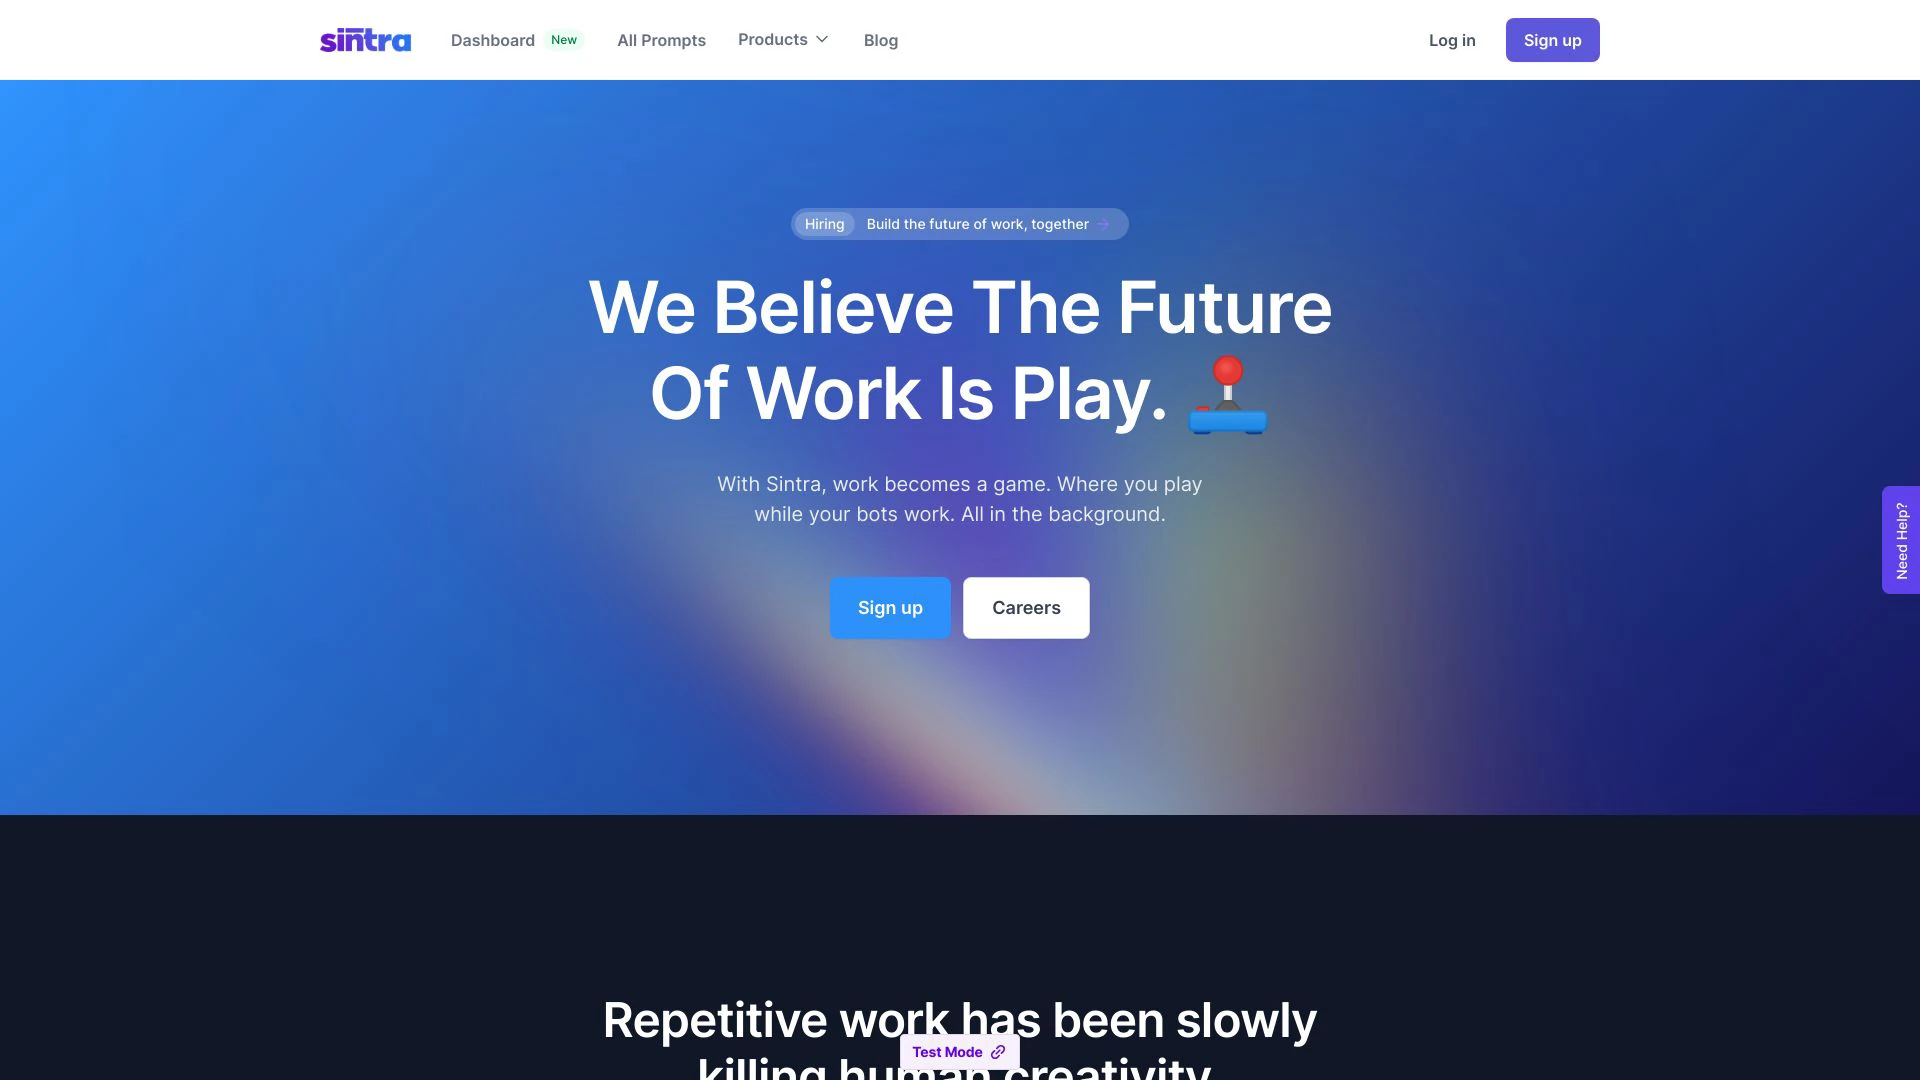 sintra
Dashboard New All Prompts Products Blog Log in Sign up
Hiring Build the future of work, together →
We Believe The Future
Of Work Is Play. 🕹️
With Sintra, work becomes a game. Where you play
while your bots work. All in the background.
Sign up Careers
Need Help?
Repetitive work has been slowly
killing human creativity.
Test Mode